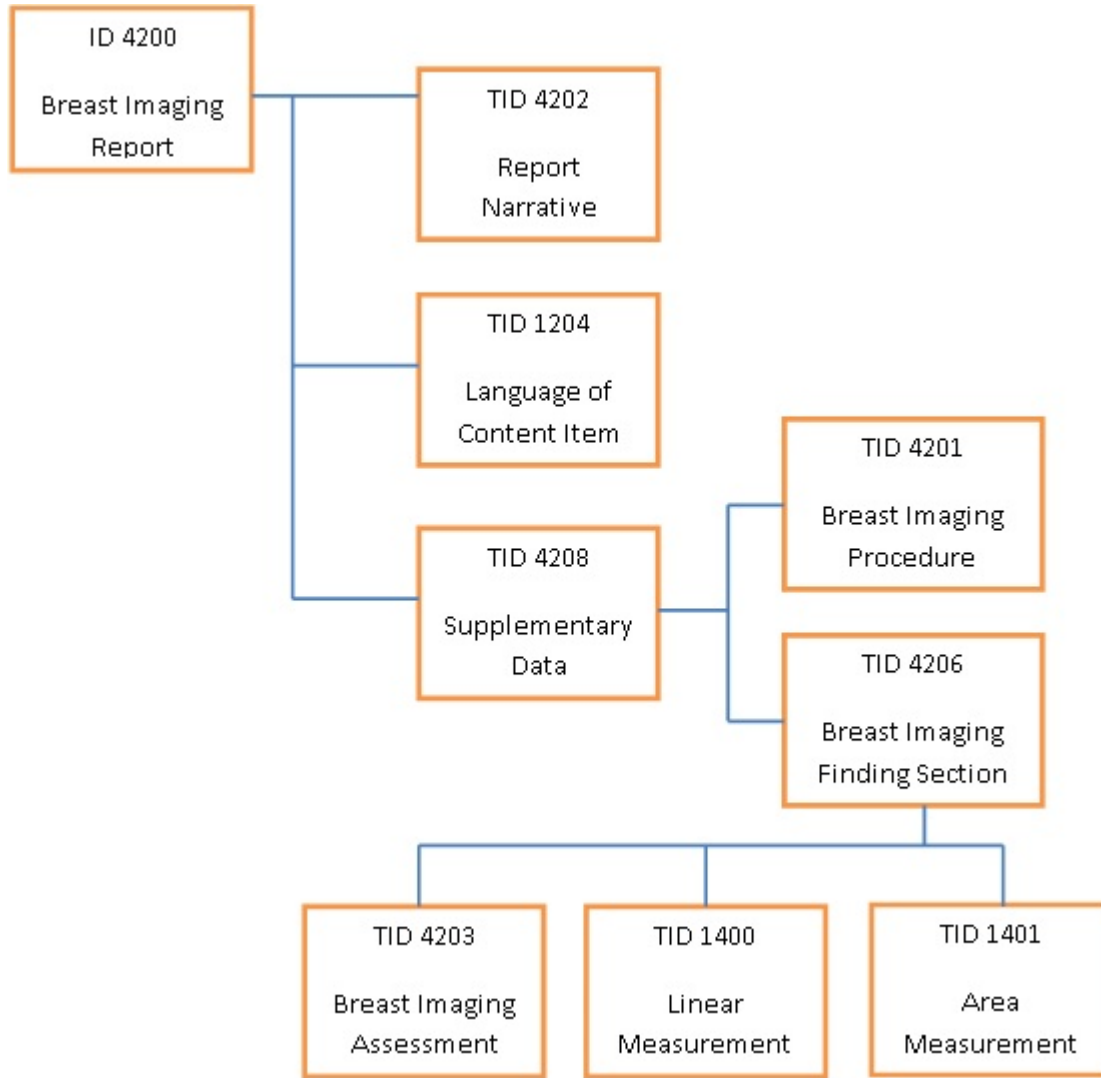 ID 4200
Breast Imaging
Report
TID 4202
Report
Narrative
TID 1204
Language of
Content Item
TID 4208
Supplementary
Data
TID 4201
Breast Imaging
Procedure
TID 4206
Breast Imaging
Finding Section
TID 4203
Breast Imaging
Assessment
TID 1400
Linear
Measurement
TID 1401
Area
Measurement